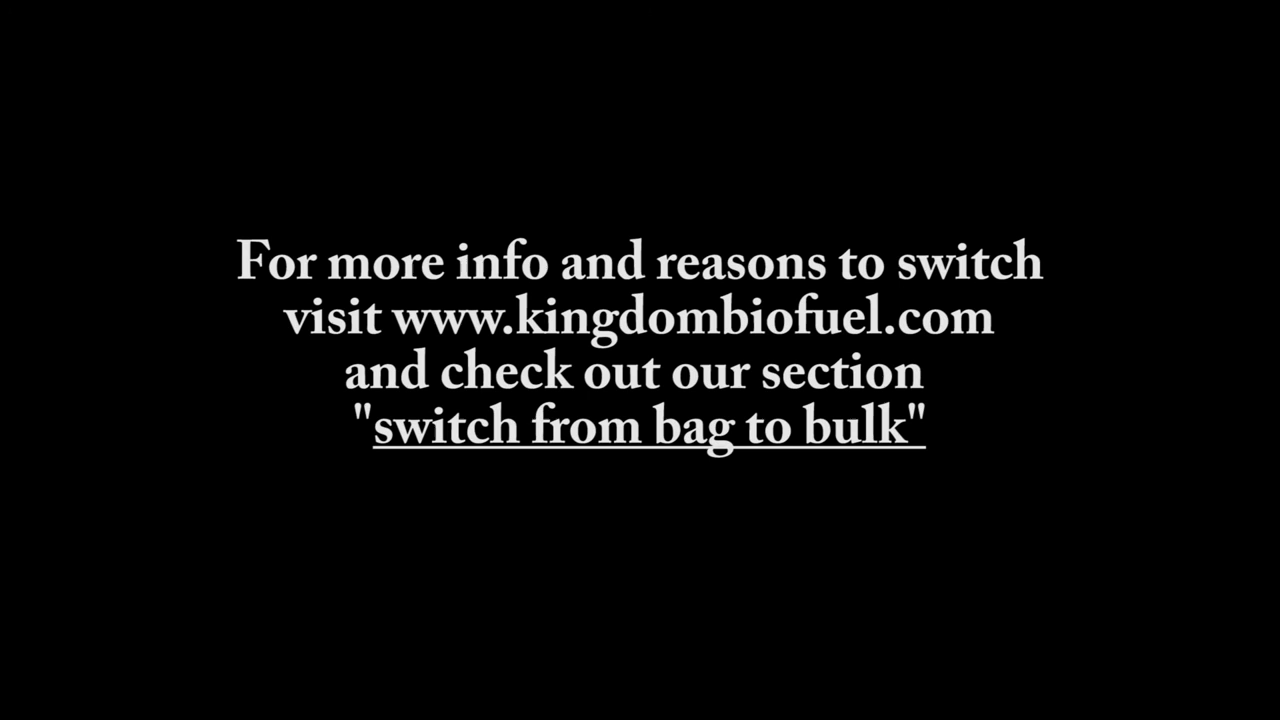 For more info and reasons to switch
visit www.kingdombiofuel.com
and check out our section
"switch from bag to bulk"